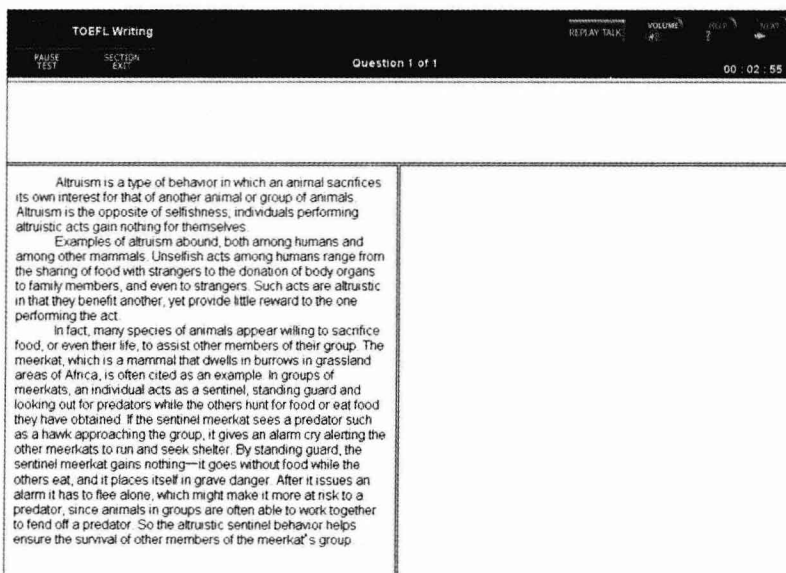 TOEFL Writing
REPLAY TALK
VOLUME
HELP
?
NEXT
PAUSE
TEST
SECTION
EXIT
Question 1 of 1
00 : 02 : 55
Altruism is a type of behavior in which an animal sacrifices
its own interest for that of another animal or group of animals.
Altruism is the opposite of selfishness, individuals performing
altruistic acts gain nothing for themselves.
Examples of altruism abound, both among humans and
among other mammals. Unselfish acts among humans range from
the sharing of food with strangers to the donation of body organs
to family members, and even to strangers. Such acts are altruistic
in that they benefit another, yet provide little reward to the one
performing the act.
In fact, many species of animals appear willing to sacrifice
food, or even their life, to assist other members of their group. The
meerkat, which is a mammal that dwells in burrows in grassland
areas of Africa, is often cited as an example. In groups of
meerkats, an individual acts as a sentinel, standing guard and
looking out for predators while the others hunt for food or eat food
they have obtained. If the sentinel meerkat sees a predator such
as a hawk approaching the group, it gives an alarm cry alerting the
other meerkats to run and seek shelter. By standing guard, the
sentinel meerkat gains nothing—it goes without food while the
others eat, and it places itself in grave danger. After it issues an
alarm it has to flee alone, which might make it more at risk to a
predator, since animals in groups are often able to work together
to fend off a predator. So the altruistic sentinel behavior helps
ensure the survival of other members of the meerkat's group.